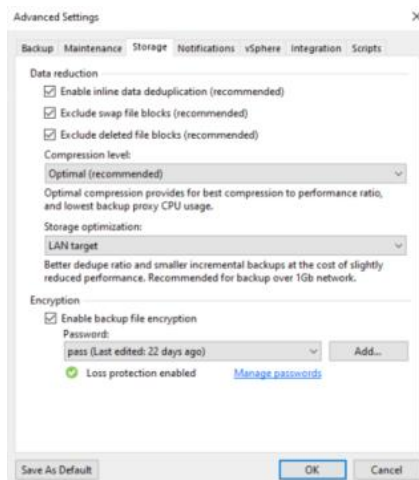 Advanced Settings
Backup Maintenance Storage Notifications vSphere Integration Scripts
Data reduction
Enable inline data deduplication (recommended)
Exclude swap file blocks (recommended)
Exclude deleted file blocks (recommended)
Compression level:
Optimal (recommended)
Optimal compression provides for best compression to performance ratio,
and lowest backup proxy CPU usage.
Storage optimization:
LAN target
Better dedupe ratio and smaller incremental backups at the cost of slightly
reduced performance. Recommended for backup over 1Gb network.
Encryption
Enable backup file encryption
Password:
pass (Last edited: 22 days ago) Add...
Loss protection enabled Manage passwords
Save As Default OK Cancel